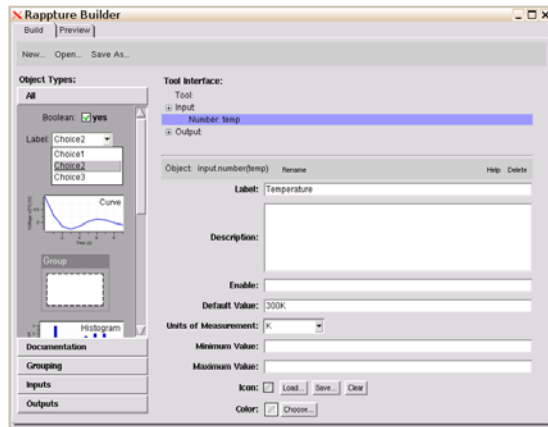 Rappture Builder
Build Preview
New... Open... Save As...
Object Types:
All
Boolean: yes
Label: Choice2
Choice1
Choice2
Choice3
Curve
Time (s)
Group
Histogram
Documentation
Grouping
Inputs
Outputs
Tool Interface:
Tool:
Input
Number: temp
Output:
Object: input.number(temp) Rename Help Delete
Label: Temperature
Description:
Enable:
Default Value: 300K
Units of Measurement: K
Minimum Value:
Maximum Value:
Icon: Load... Save... Clear
Color: Choose...